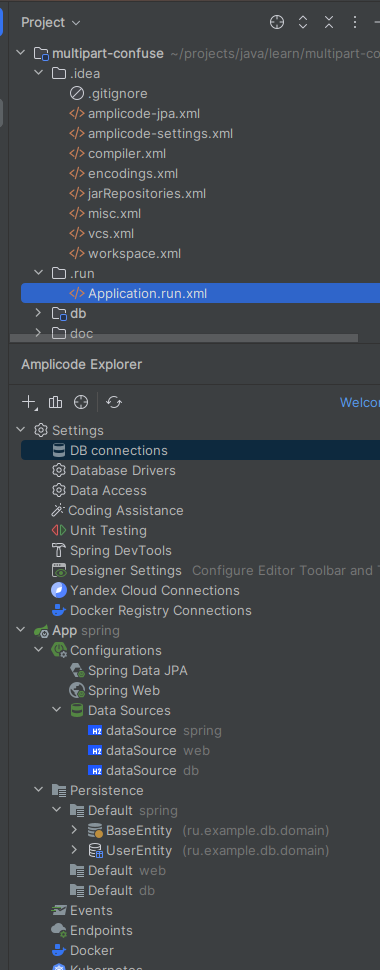 Project
multipart-confuse ~/projects/java/learn/multipart-co
.idea
.gitignore
amplicode-jpa.xml
amplicode-settings.xml
compiler.xml
encodings.xml
jarRepositories.xml
misc.xml
vcs.xml
workspace.xml
.run
Application.run.xml
db
doc
Amplicode Explorer
Welcor
Settings
DB connections
Database Drivers
Data Access
Coding Assistance
Unit Testing
Spring DevTools
Designer Settings Configure Editor Toolbar and T
Yandex Cloud Connections
Docker Registry Connections
App spring
Configurations
Spring Data JPA
Spring Web
Data Sources
H2 dataSource spring
H2 dataSource web
H2 dataSource db
Persistence
Default spring
BaseEntity (ru.example.db.domain)
UserEntity (ru.example.db.domain)
Default web
Default db
Events
Endpoints
Docker
Kubernetes